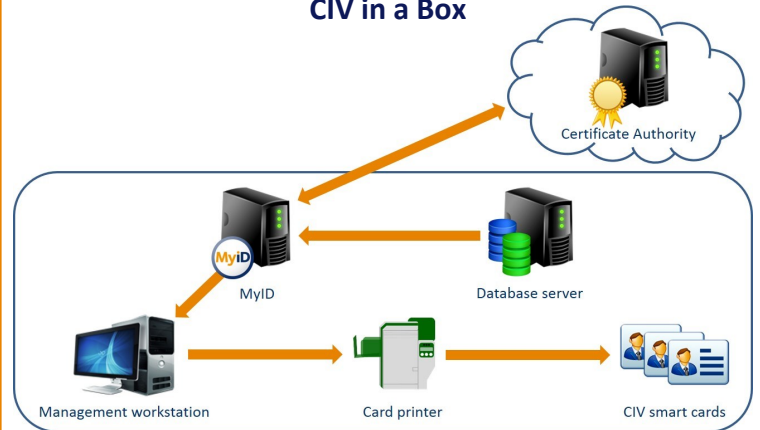 CIV in a Box
Certificate Authority
MyiD
MyID
Database server
Management workstation
Card printer
CIV smart cards